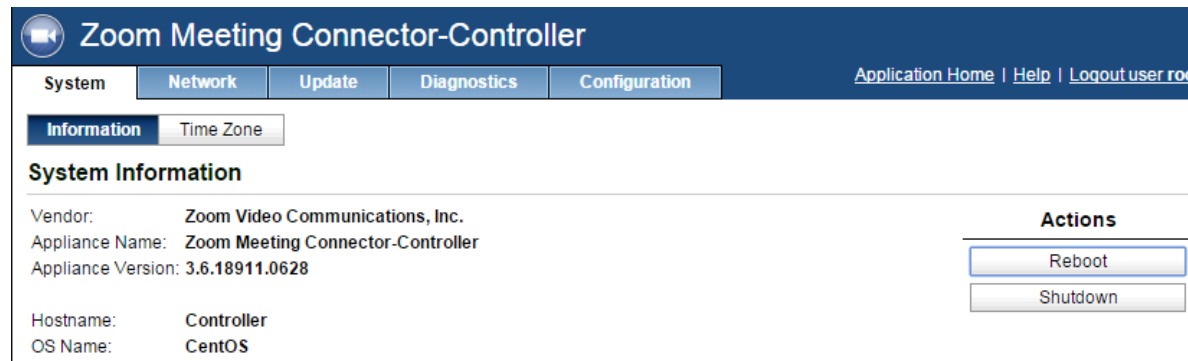 Zoom Meeting Connector-Controller
System Network Update Diagnostics Configuration Application Home | Help | Logout user
Information Time Zone
System Information
Vendor: Zoom Video Communications, Inc.
Appliance Name: Zoom Meeting Connector-Controller
Appliance Version: 3.6.18911.0628
Hostname: Controller
OS Name: CentOS
Actions
Reboot
Shutdown